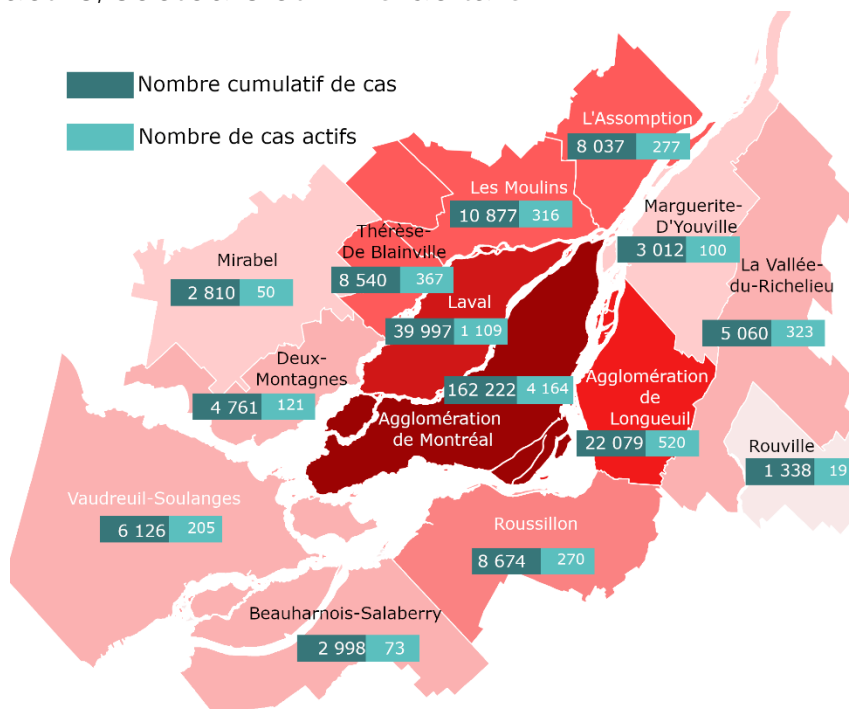 Nombre cumulatif de cas
Nombre de cas actifs
L'Assomption
8 037 277
Les Moulins
10 877 316
Marguerite-
D'Youville
3 012 100
Thérèse-
De Blainville
8 540 367
La Vallée-
du-Richelieu
5 060 323
Mirabel
2 810 50
Laval
39 997 1 109
Deux-
Montagnes
4 761 121
162 222 4 164
Agglomération
de Montréal
Agglomération
de
Longueuil
22 079 520
Rouville
1 338 19
Vaudreuil-Soulanges
6 126 205
Roussillon
8 674 270
Beauharnois-Salaberry
2 998 73